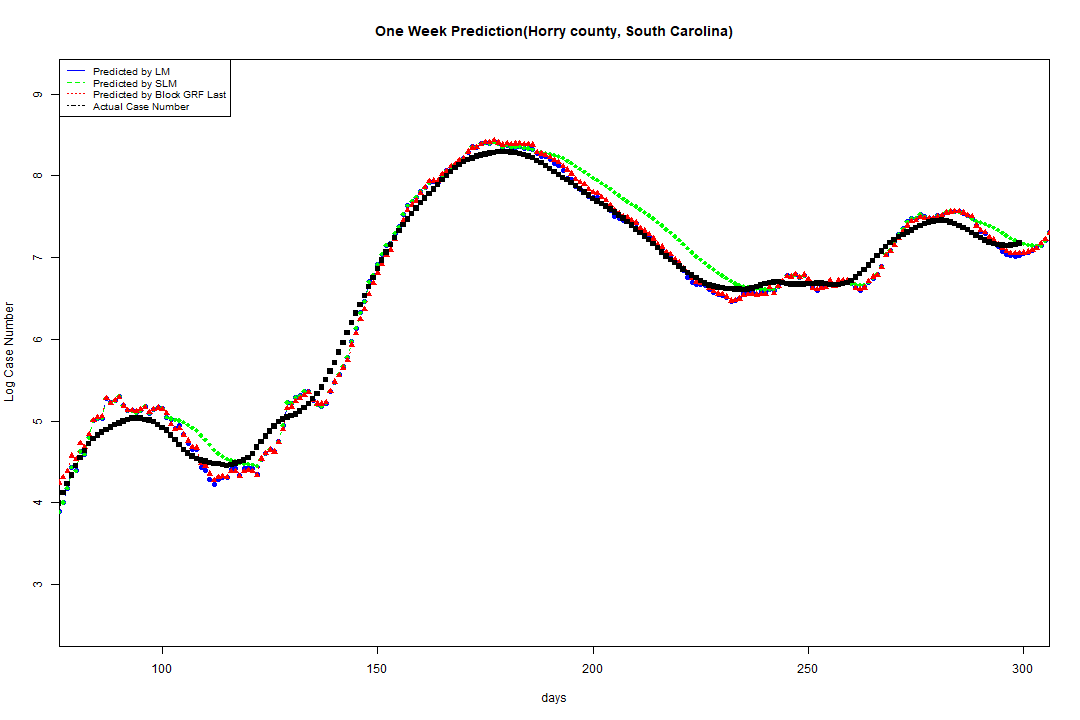 One Week Prediction(Horry county, South Carolina)
Predicted by LM
Predicted by SLM
Predicted by Block GRF Last
Actual Case Number
9
8
7
6
5
4
3
Log Case Number
100 150 200 250 300
days